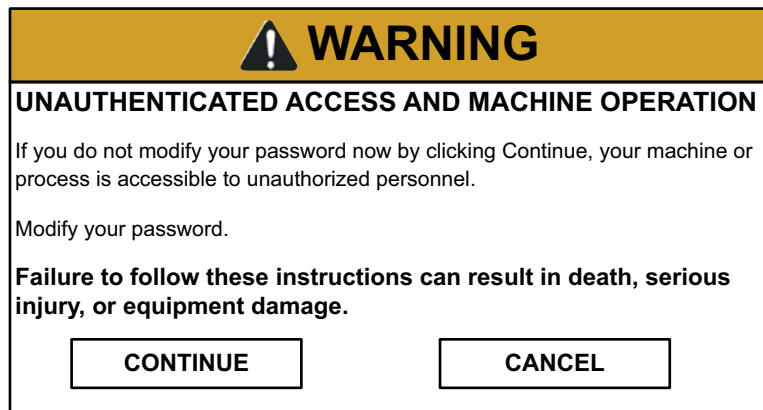 WARNING
UNAUTHENTICATED ACCESS AND MACHINE OPERATION
If you do not modify your password now by clicking Continue, your machine or
process is accessible to unauthorized personnel.
Modify your password.
Failure to follow these instructions can result in death, serious
injury, or equipment damage.
CONTINUE
CANCEL